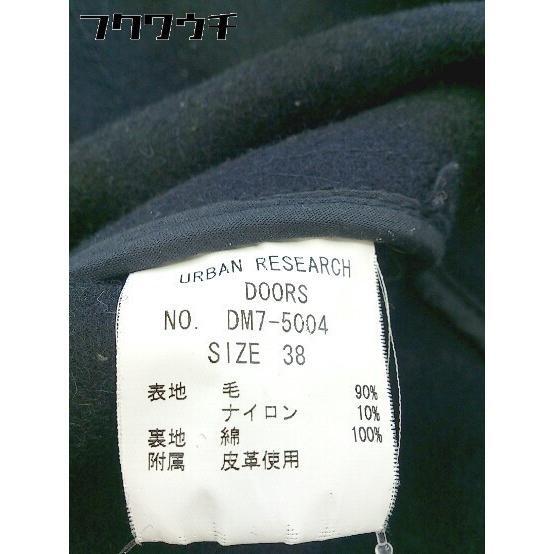 フクワウチ
URBAN RESEARCH
DOORS
NO. DM7-5004
SIZE 38
表地 毛 90%
ナイロン 10%
裏地 綿 100%
附属 皮革使用